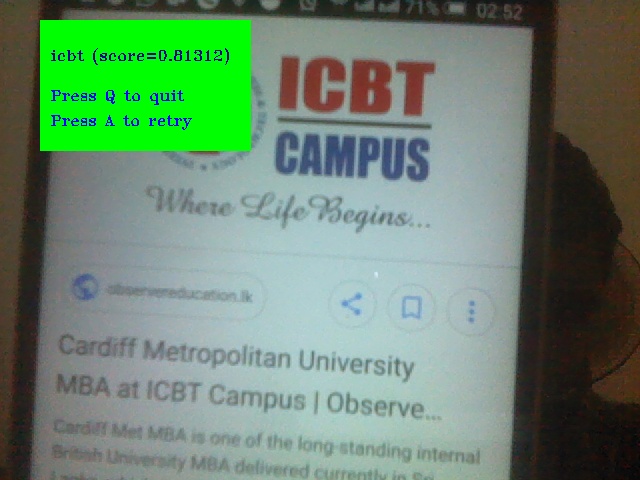 71% 02:52
icbt (score=0.81312)
Press Q to quit
Press A to retry
ICBT
CAMPUS
Where Life Begins...
observereducation.lk
Cardiff Metropolitan University
MBA at ICBT Campus | Observe...
Cardiff Met MBA is one of the long-standing internal
British University MBA delivered currently in Sri